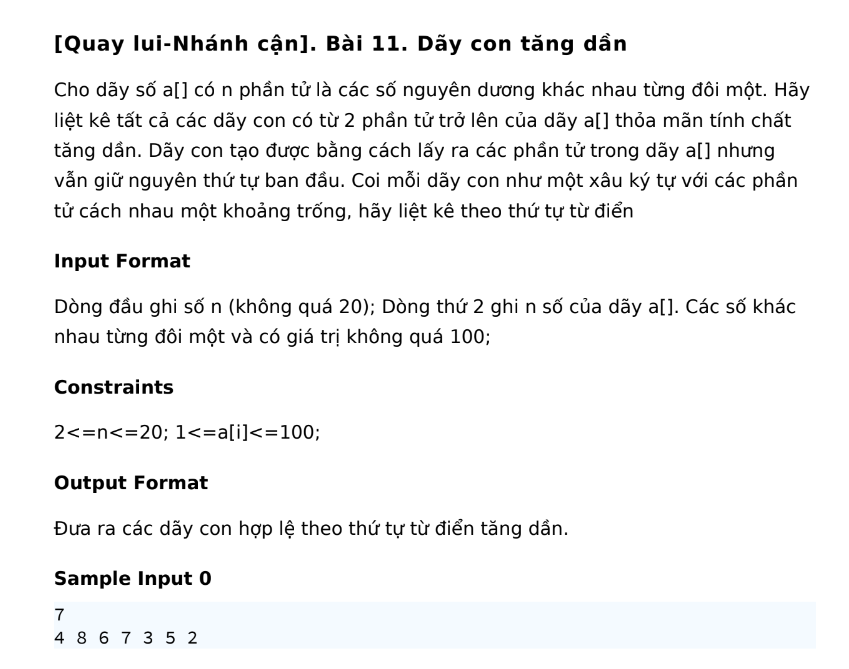 [Quay lui-Nhánh cận]. Bài 11. Dãy con tăng dần
Cho dãy số a[] có n phần tử là các số nguyên dương khác nhau từng đôi một. Hãy
liệt kê tất cả các dãy con có từ 2 phần tử trở lên của dãy a[] thỏa mãn tính chất
tăng dần. Dãy con tạo được bằng cách lấy ra các phần tử trong dãy a[] nhưng
vẫn giữ nguyên thứ tự ban đầu. Coi mỗi dãy con như một xâu ký tự với các phần
tử cách nhau một khoảng trống, hãy liệt kê theo thứ tự từ điển
Input Format
Dòng đầu ghi số n (không quá 20); Dòng thứ 2 ghi n số của dãy a[]. Các số khác
nhau từng đôi một và có giá trị không quá 100;
Constraints
2<=n<=20; 1<=a[i]<=100;
Output Format
Đưa ra các dãy con hợp lệ theo thứ tự từ điển tăng dần.
Sample Input 0
7
4 8 6 7 3 5 2